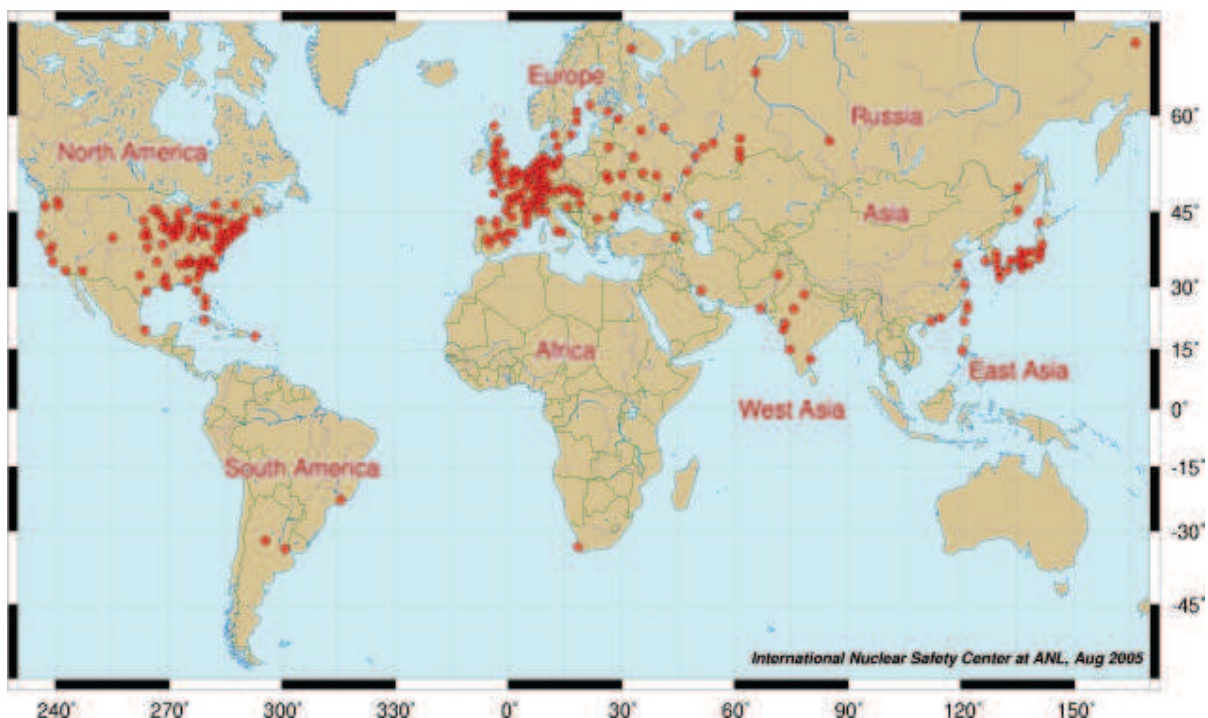 Europe
Russia
North America
Asia
Africa
East Asia
West Asia
South America
International Nuclear Safety Center at ANL, Aug 2005
60°
45°
30°
15°
0°
-15°
-30°
-45°
240° 270° 300° 330° 0° 30° 60° 90° 120° 150°